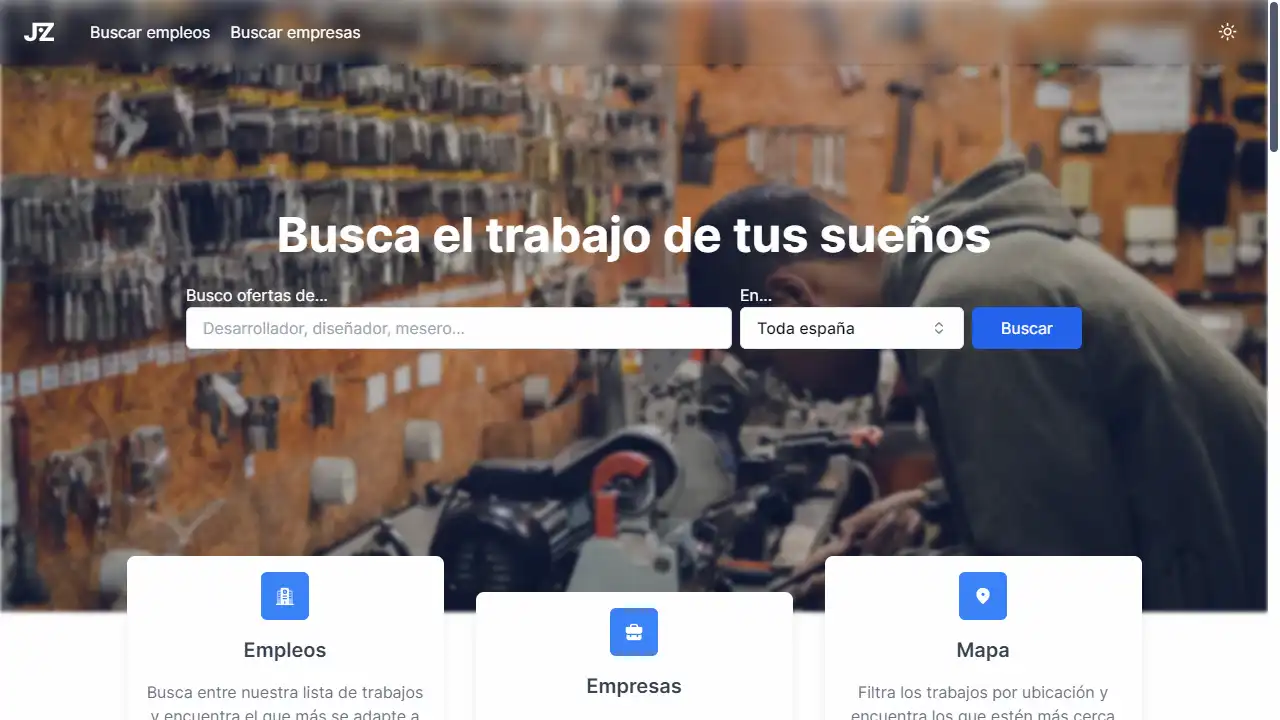 JZ
Buscar empleos
Buscar empresas
Busca el trabajo de tus sueños
Busco ofertas de...
En...
Desarrollador, diseñador, mesero...
Toda españa
Buscar
Empleos
Busca entre nuestra lista de trabajos
y encuentra el que más se adapte a
Empresas
Mapa
Filtra los trabajos por ubicación y
encuentra los que estén más cerca